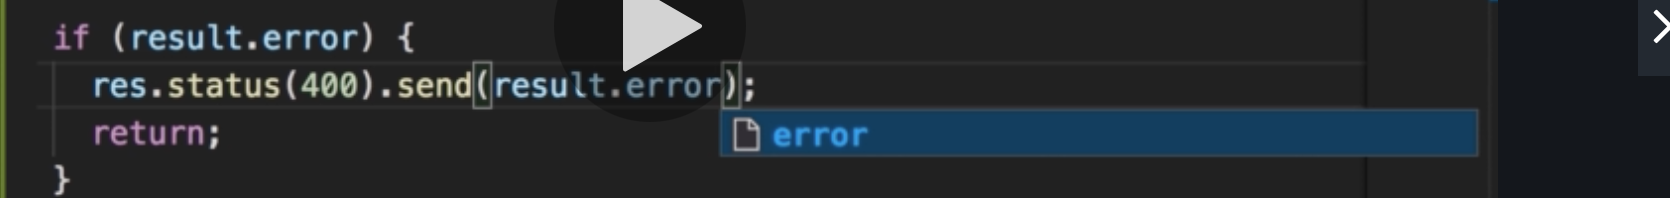 if (result.error) {
res.status(400).send(result.error);
return;
error
}